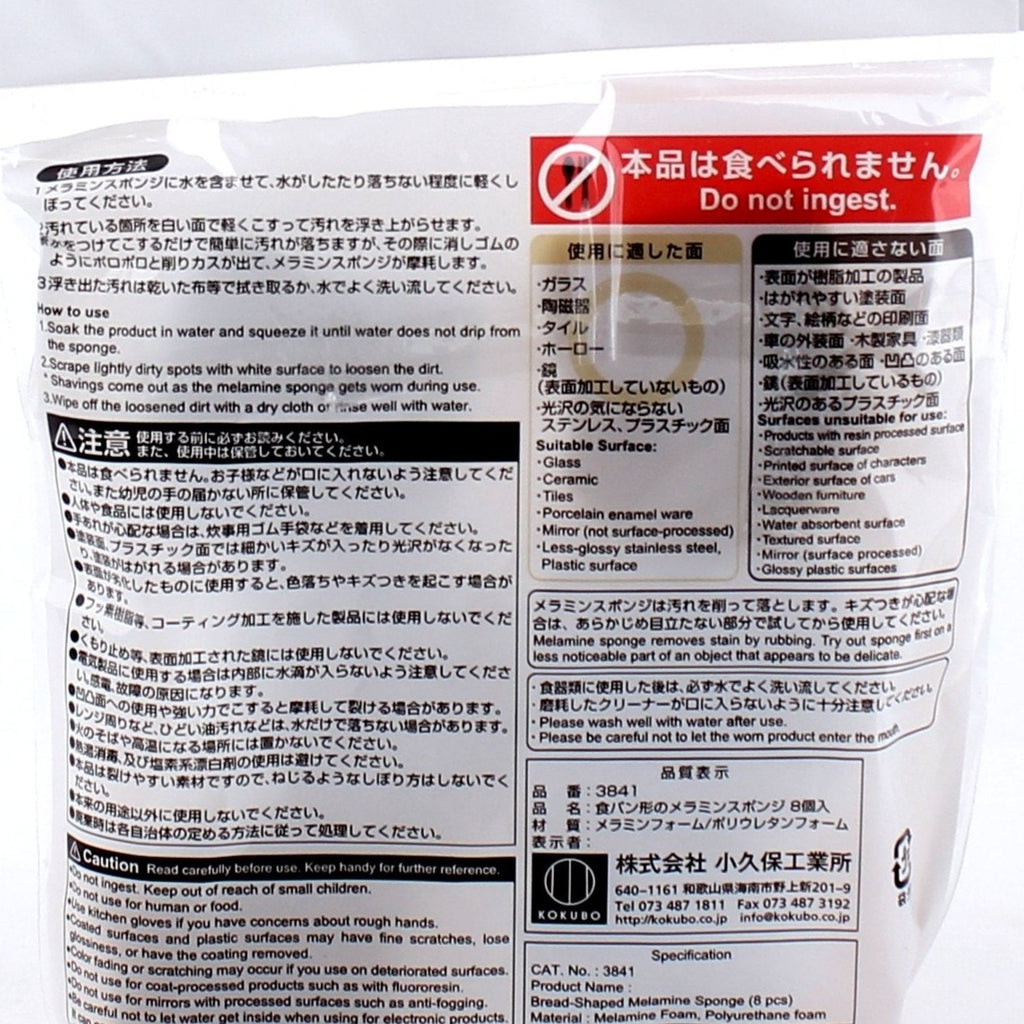 使用方法
1 メラミンスポンジに水を含ませて、水がしたたり落ちない程度に軽くし
ぼってください。
2 汚れている箇所を白い面で軽くこすって汚れを浮き上がらせます。
をつけてこするだけで簡単に汚れが落ちますが、その際に消しゴムの
ようにボロボロと削りカスが出て、メラミンスポンジが摩耗します。
3 浮き出た汚れは乾いた布等で拭き取るか、水でよく洗い流してください。
How to use
1.Soak the product in water and squeeze it until water does not drip from
the sponge.
2.Scrape lightly dirty spots with white surface to loosen the dirt.
* Shavings come out as the melamine sponge gets worn during use.
3.Wipe off the loosened dirt with a dry cloth or rinse well with water.
注意 使用する前に必ずお読みください。
また、使用中は保管しておいてください。
●本品は食べられません。お子様などが口に入れないよう注意してくだ
さい。また幼児の手の届かない所に保管してください。
●人体や食品には使用しないでください。
●手あれが心配な場合は、炊事用ゴム手袋などを着用してください。
●塗装面、プラスチック面では細かいキズが入ったり光沢がなくなった
り、塗装がはがれる場合があります。
●表面が劣化したものに使用すると、色落ちやキズつきを起こす場合が
あります。
●フッ素樹脂等、コーティング加工を施した製品には使用しないでくだ
さい。
●くもり止め等、表面加工された鏡には使用しないでください。
●電気製品に使用する場合は内部に水滴が入らないよう注意してくださ
い。感電、故障の原因になります。
●凹凸面への使用や強い力でこすると摩耗して裂ける場合があります。
●レンジ周りなど、ひどい油汚れなどは、水だけで落ちない場合があります。
●火のそばや高温になる場所には置かないでください。
●熱湯消毒、及び塩素系漂白剤の使用は避けてください。
●本品は裂けやすい素材ですので、ねじるようなしぼり方はしないでく
ださい。
●本来の用途以外に使用しないでください。
●廃棄時は各自治体の定める方法に従って処理してください。
Caution Read carefully before use. Keep handy for further reference.
●Do not ingest. Keep out of reach of small children.
●Do not use for human or food.
●Use kitchen gloves if you have concerns about rough hands.
●Coated surfaces and plastic surfaces may have fine scratches, lose
glossiness, or have the coating removed.
●Color fading or scratching may occur if you use on deteriorated surfaces.
●Do not use for coat-processed products such as with fluororesin.
●Do not use for mirrors with processed surfaces such as anti-fogging.
●Be careful not to let water get inside when using for electronic products.
本品は食べられません。
Do not ingest.
使用に適した面
・ガラス
・陶磁器
・タイル
・ホーロー
・鏡
(表面加工していないもの)
・光沢の気にならない
ステンレス、プラスチック面
Suitable Surface:
・Glass
・Ceramic
・Tiles
・Porcelain enamel ware
・Mirror (not surface-processed)
・Less-glossy stainless steel,
Plastic surface
使用に適さない面
・表面が樹脂加工の製品
・はがれやすい塗装面
・文字、絵柄などの印刷面
・車の外装面 ・木製家具 ・漆器類
・吸水性のある面 ・凹凸のある面
・鏡(表面加工しているもの)
・光沢のあるプラスチック面
Surfaces unsuitable for use:
・Products with resin processed surface
・Scratchable surface
・Printed surface of characters
・Exterior surface of cars
・Wooden furniture
・Lacquerware
・Water absorbent surface
・Textured surface
・Mirror (surface processed)
・Glossy plastic surfaces
メラミンスポンジは汚れを削って落とします。キズつきが心配な場
合は、あらかじめ目立たない部分で試してから使用してください。
Melamine sponge removes stain by rubbing. Try out sponge first on a
less noticeable part of an object that appears to be delicate.
・食器類に使用した後は、必ず水でよく洗い流してください。
・磨耗したクリーナーが口に入らないように十分注意してください。
・Please wash well with water after use.
・Please be careful not to let the worn product enter the mouth.
品質表示
品 番 : 3841
品 名 : 食パン形のメラミンスポンジ 8個入
材 質 : メラミンフォーム/ポリウレタンフォーム
表示者 :
KOKUBO
株式会社 小久保工業所
640-1161 和歌山県海南市野上新201-9
Tel 073 487 1811 Fax 073 487 3192
http://kokubo.co.jp info@kokubo.co.jp
Specification
CAT. No. : 3841
Product Name :
Bread-Shaped Melamine Sponge (8 pcs)
Material : Melamine Foam, Polyurethane foam